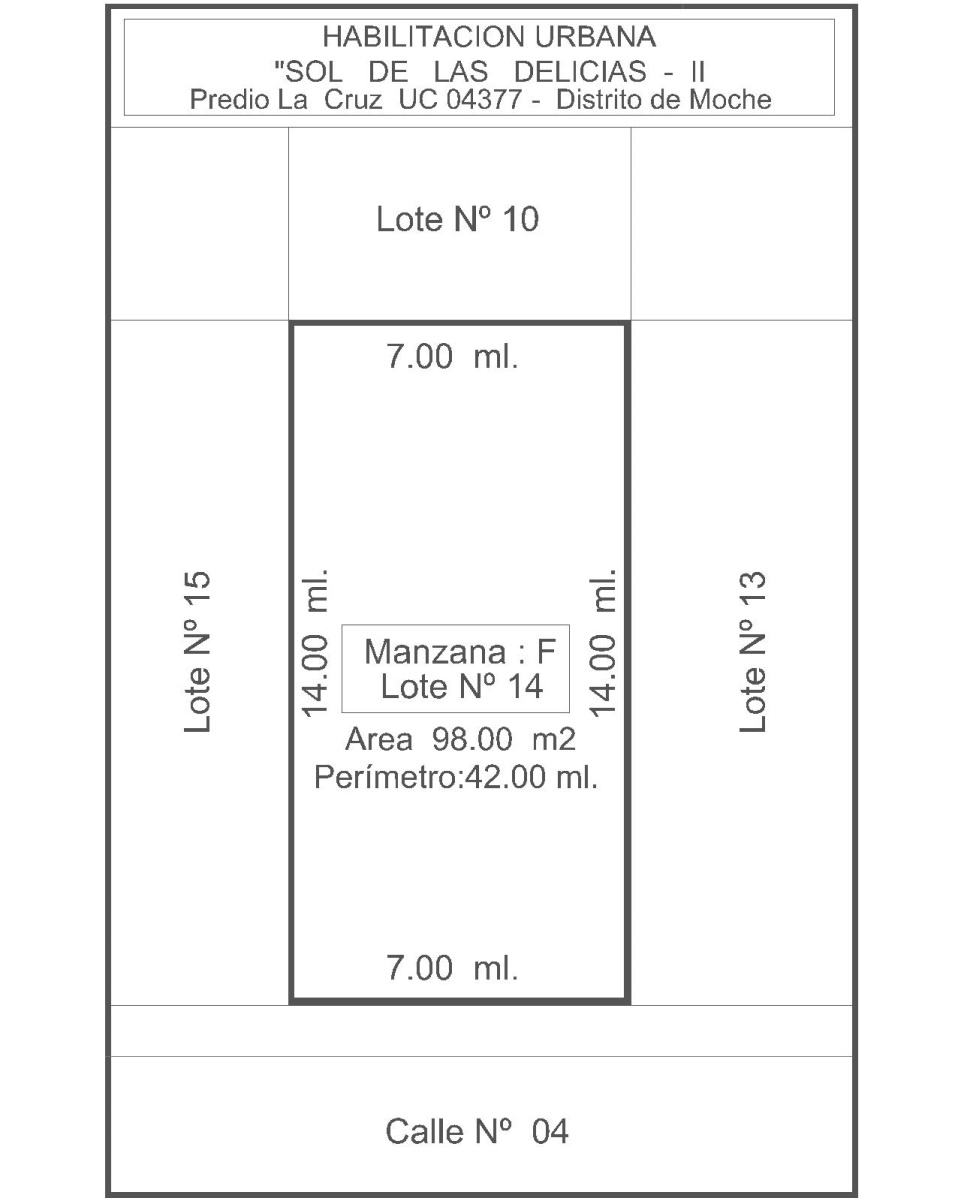 HABILITACION URBANA
"SOL DE LAS DELICIAS - II
Predio La Cruz UC 04377 - Distrito de Moche
Lote Nº 10
7.00 ml.
Lote Nº 15
14.00 ml.
Manzana : F
Lote Nº 14
Area 98.00 m2
Perímetro:42.00 ml.
14.00 ml.
Lote Nº 13
7.00 ml.
Calle Nº 04